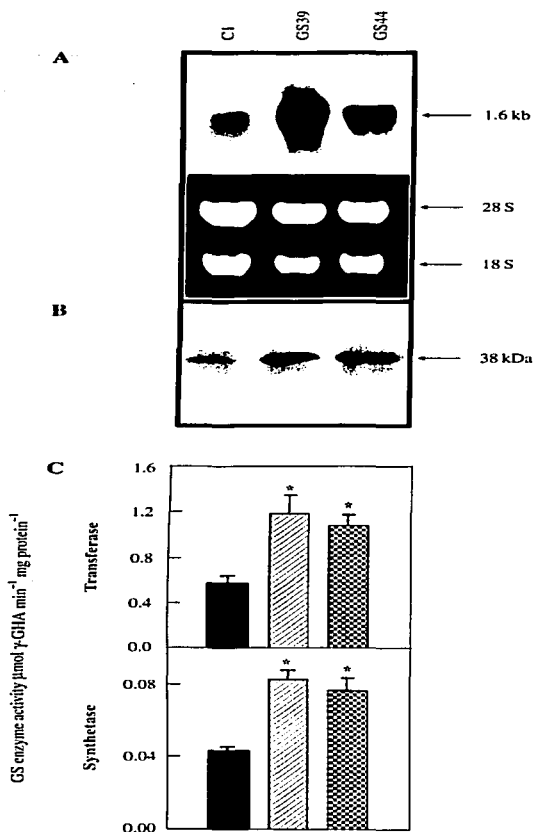 C1 GS39 GS44
A
1.6 kb
28 S
18 S
B
38 kDa
C
GS enzyme activity µmol γ-GHA min⁻¹ mg protein⁻¹
Transferase
1.6
1.2
0.8
0.4
0.0
* *
Synthetase
0.08
0.04
0.00
* *